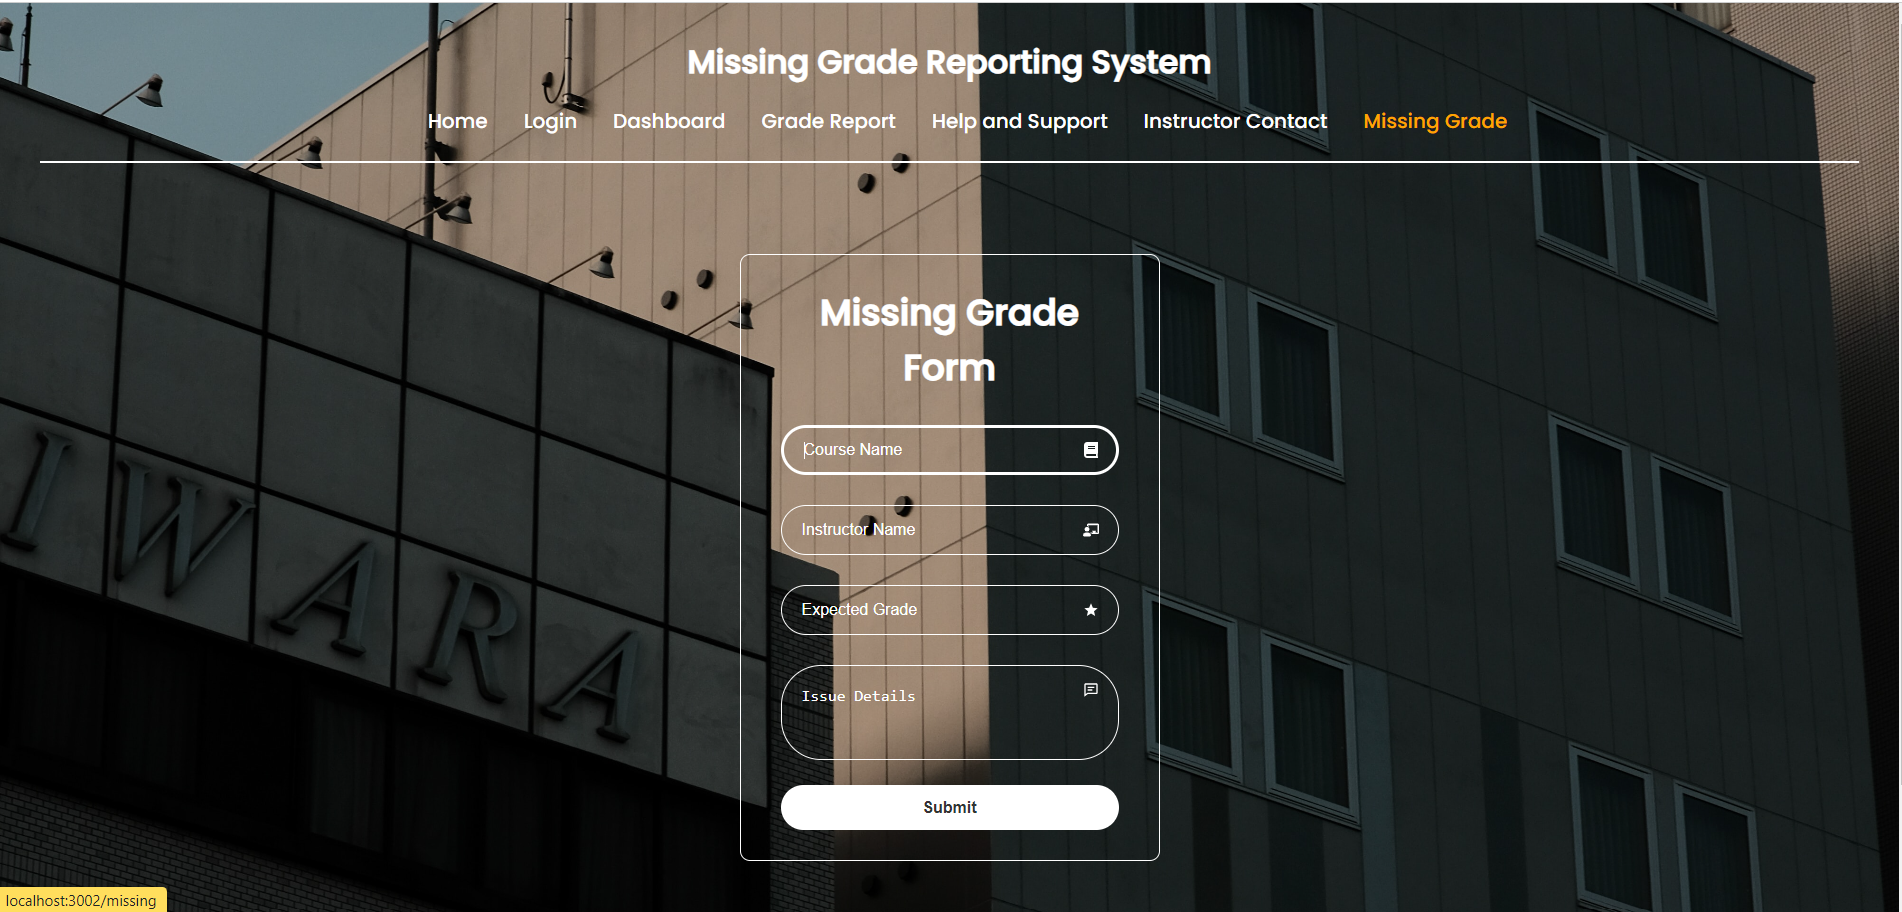 Missing Grade Reporting System
Home Login Dashboard Grade Report Help and Support Instructor Contact Missing Grade
Missing Grade
Form
Course Name
Instructor Name
Expected Grade
Issue Details
Submit
IWARA
localhost:3002/missing